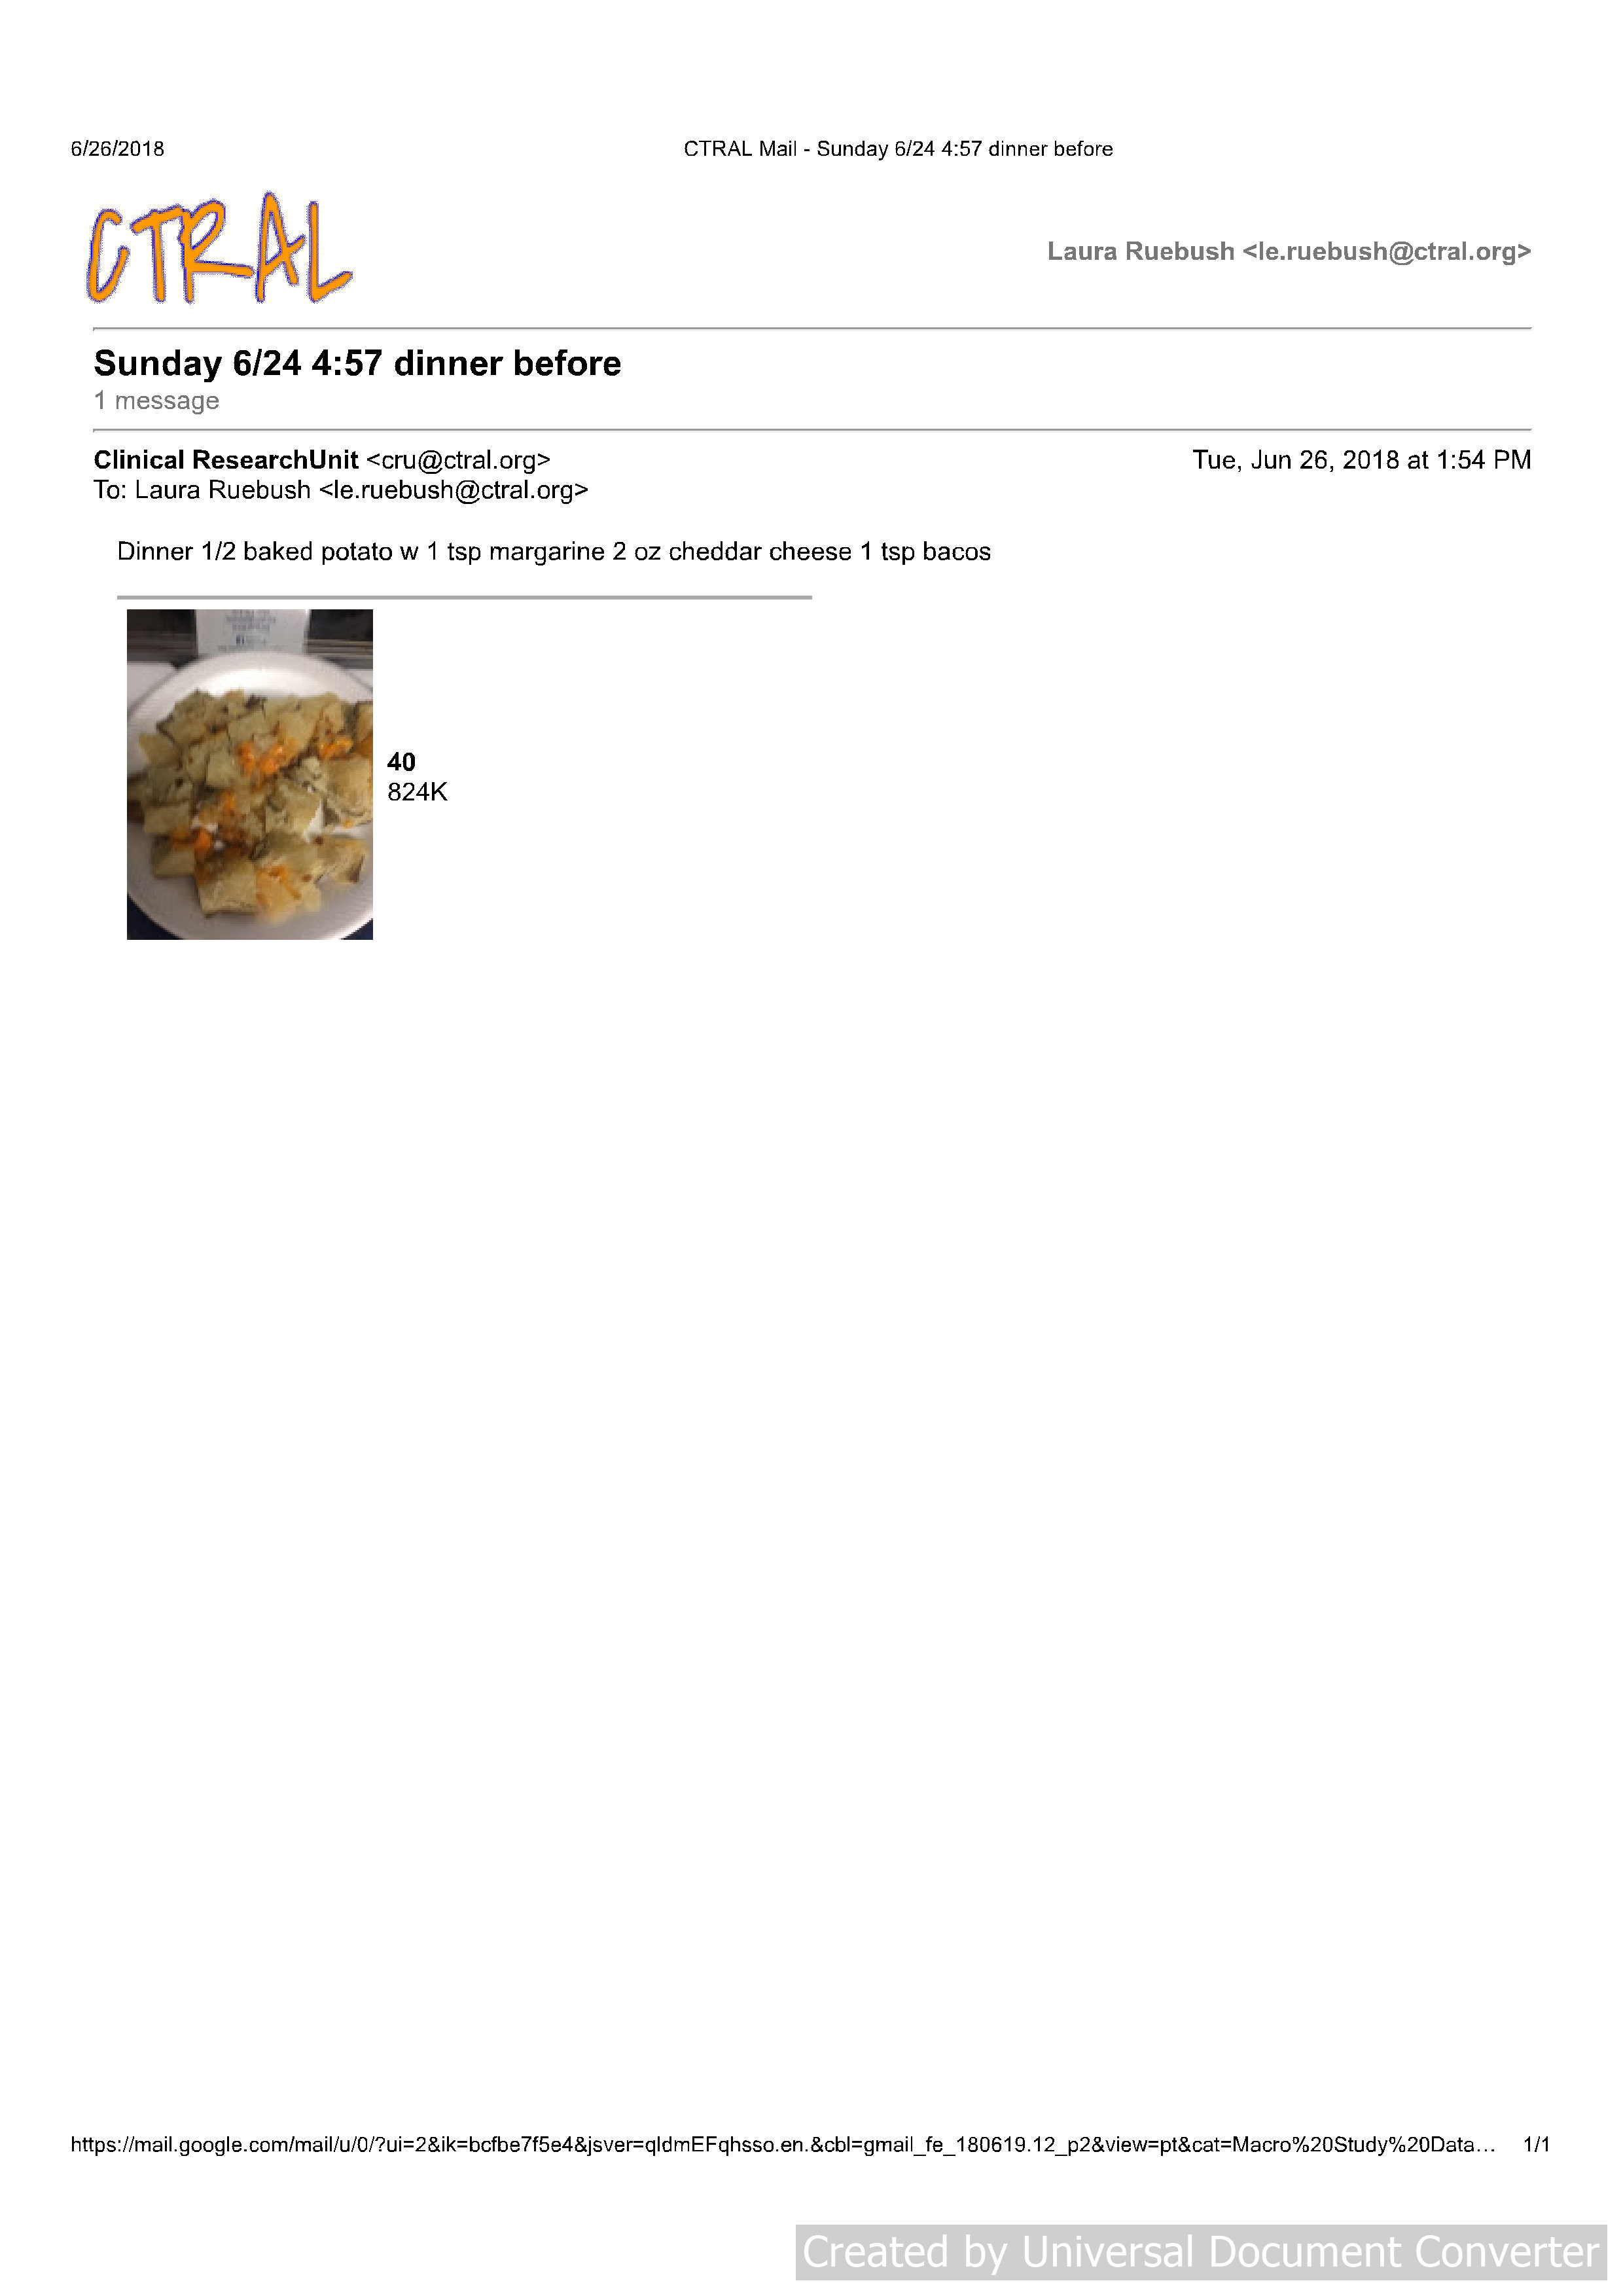 6/26/2018 CTRAL Mail - Sunday 6/24 4:57 dinner before
CTRAL
Laura Ruebush <le.ruebush@ctral.org>
Sunday 6/24 4:57 dinner before
1 message
Clinical ResearchUnit <cru@ctral.org> Tue, Jun 26, 2018 at 1:54 PM
To: Laura Ruebush <le.ruebush@ctral.org>
Dinner 1/2 baked potato w 1 tsp margarine 2 oz cheddar cheese 1 tsp bacos
40
824K
https://mail.google.com/mail/u/0/?ui=2&ik=bcfbe7f5e4&jsver=qldmEFqhsso.en.&cbl=gmail_fe_180619.12_p2&view=pt&cat=Macro%20Study%20Data… 1/1
Created by Universal Document Converter